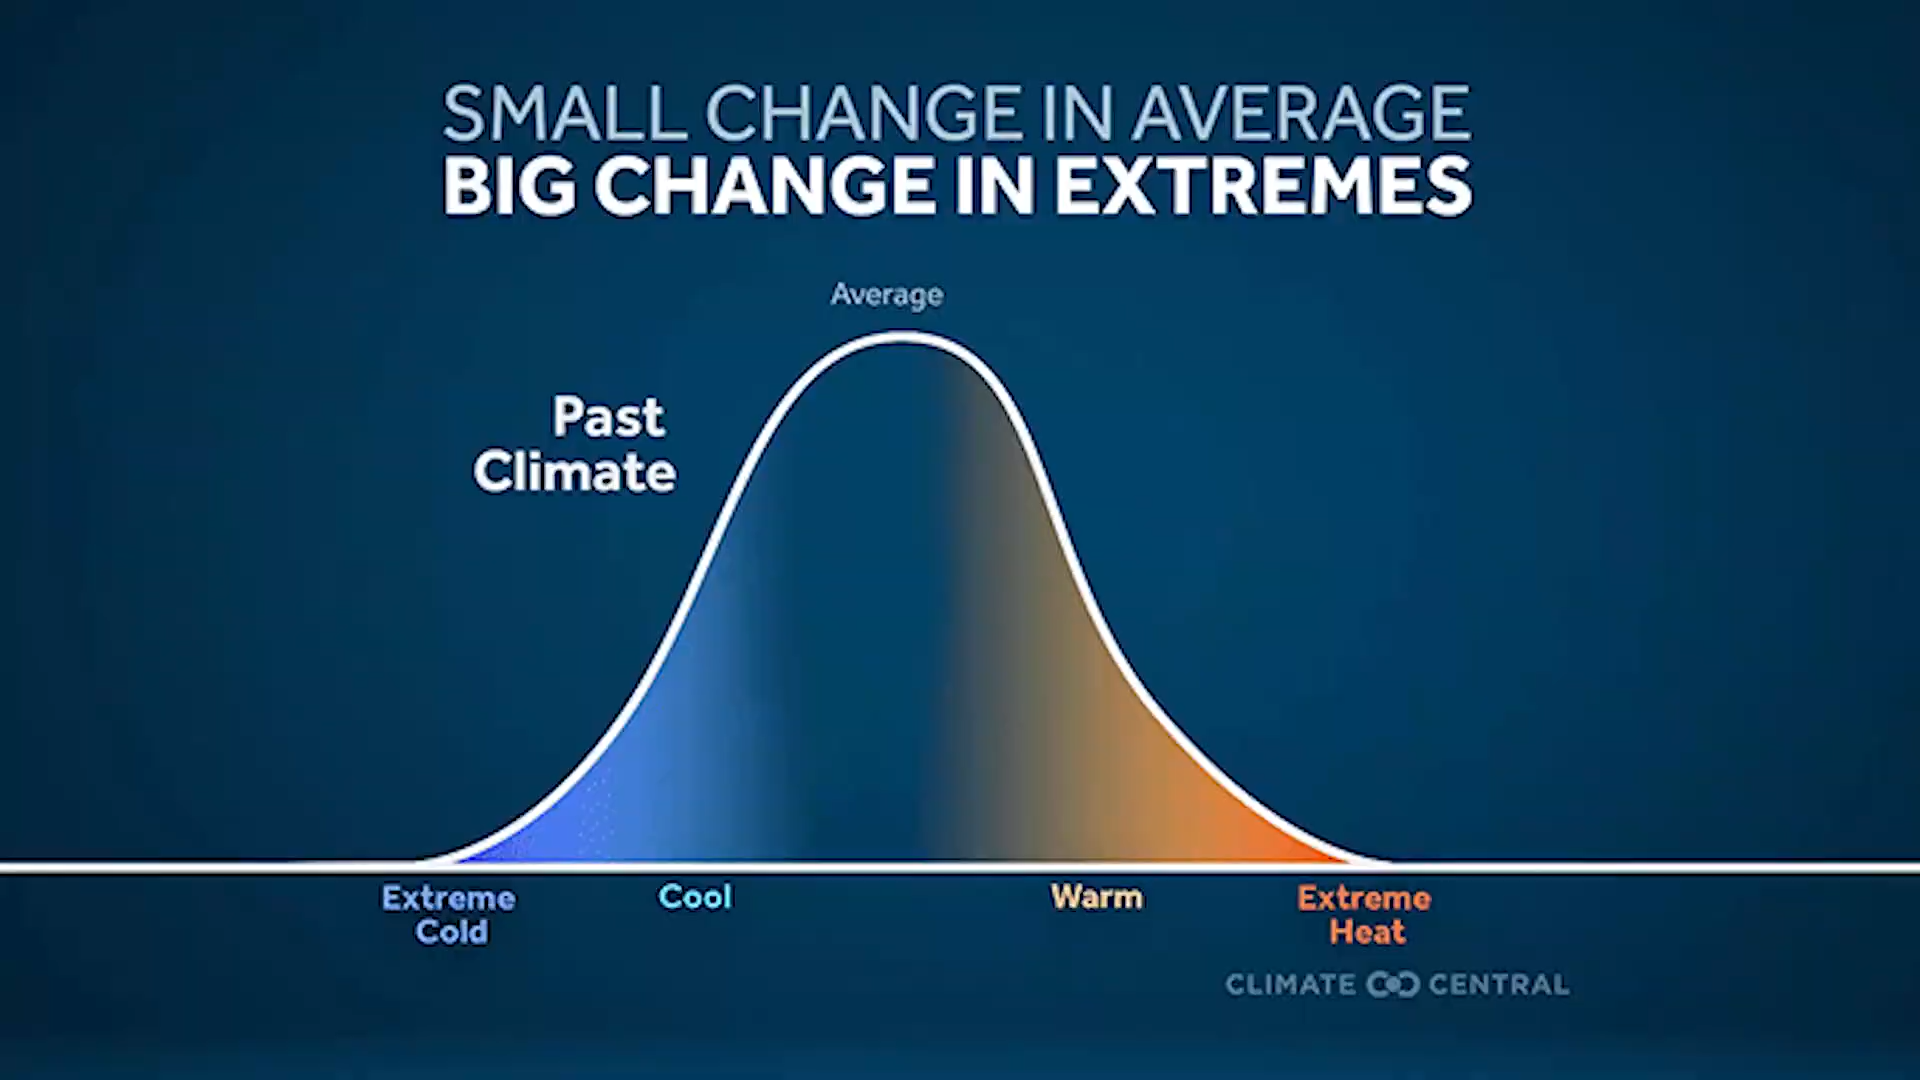 SMALL CHANGE IN AVERAGE
BIG CHANGE IN EXTREMES
Average
Past
Climate
Extreme
Cold
Cool
Warm
Extreme
Heat
CLIMATE CENTRAL